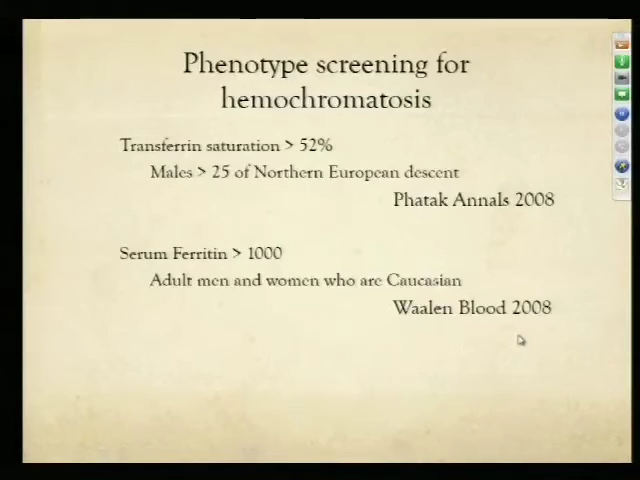 Phenotype screening for
hemochromatosis
Transferrin saturation > 52%
Males > 25 of Northern European descent
Phatak Annals 2008
Serum Ferritin > 1000
Adult men and women who are Caucasian
Waalen Blood 2008